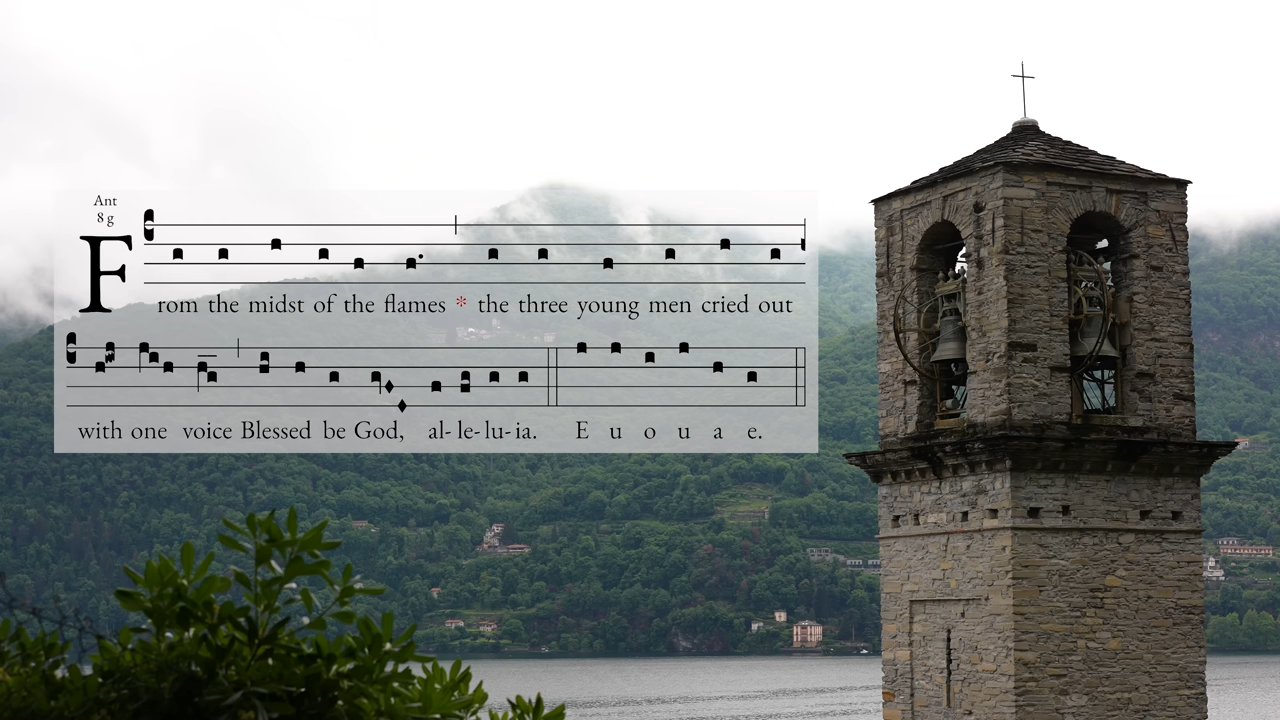 Ant
8 g
From the midst of the flames * the three young men cried out
with one voice Blessed be God, al- le- lu- ia. E u o u a e.